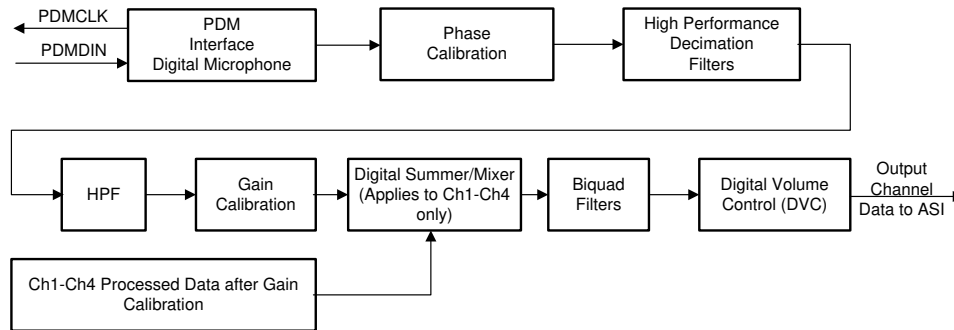 PDMCLK
PDMDIN
PDM
Interface
Digital Microphone
Phase
Calibration
High Performance
Decimation
Filters
HPF
Gain
Calibration
Digital Summer/Mixer
(Applies to Ch1-Ch4
only)
Biquad
Filters
Digital Volume
Control (DVC)
Output
Channel
Data to ASI
Ch1-Ch4 Processed Data after Gain
Calibration